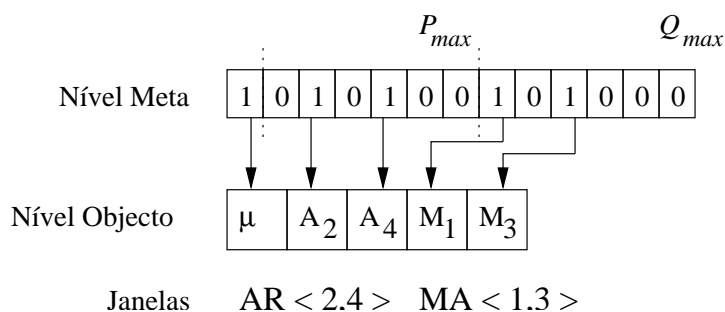 P_max Q_max
Nível Meta 1 0 1 0 1 0 0 1 0 1 0 0 0
Nível Objecto μ A_2 A_4 M_1 M_3
Janelas AR < 2,4 > MA < 1,3 >